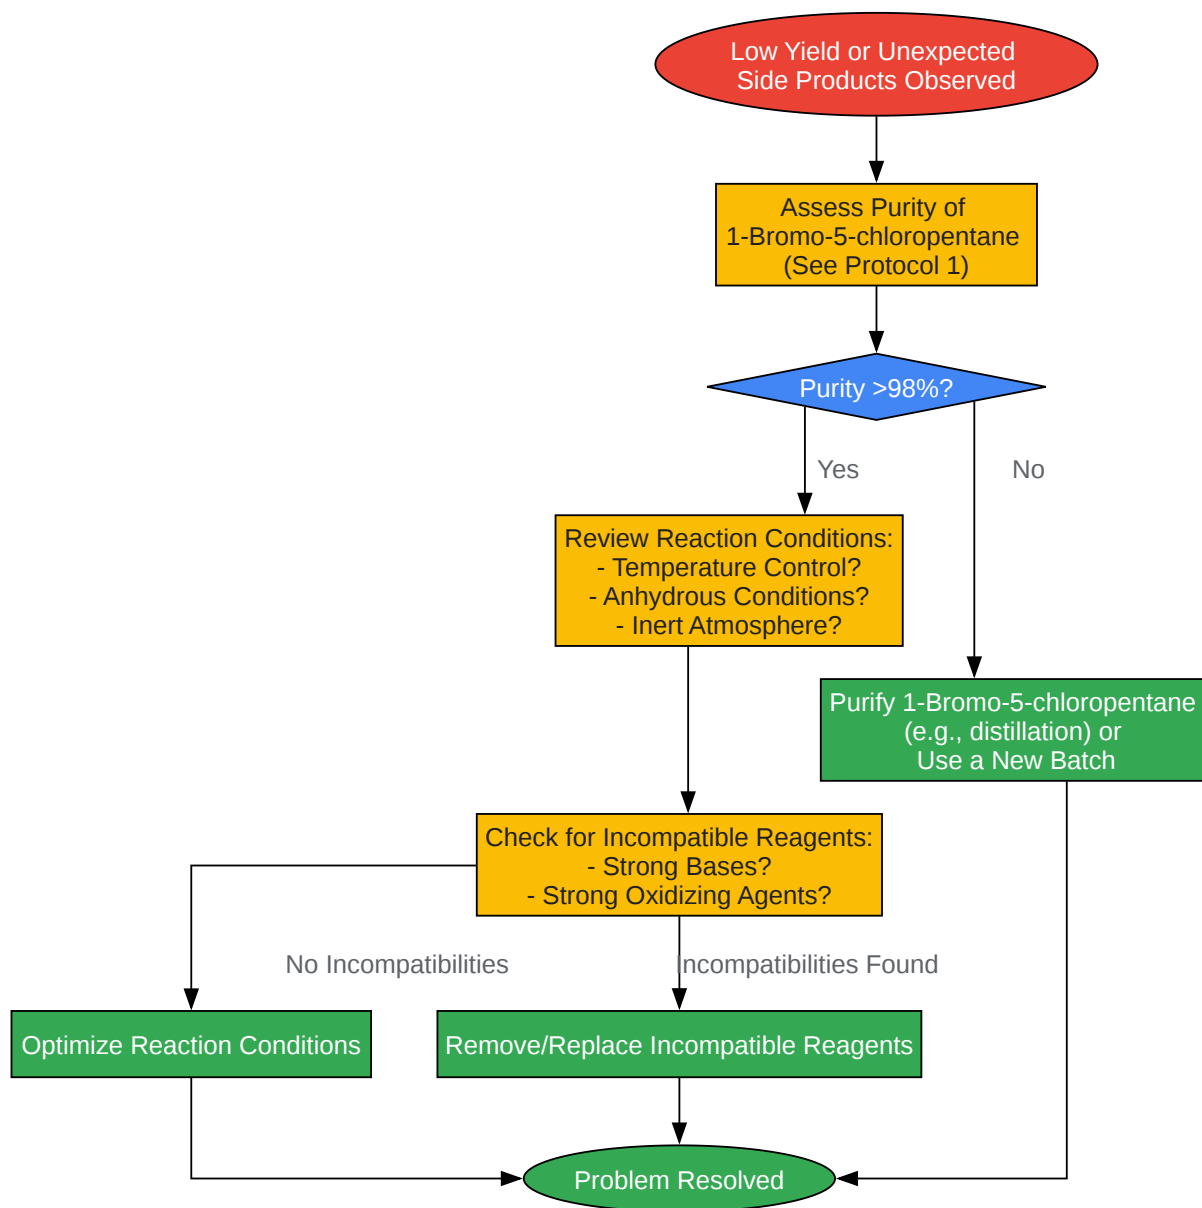 Low Yield or Unexpected
Side Products Observed
Assess Purity of
1-Bromo-5-chloropentane
(See Protocol 1)
Purity >98%?
Yes
No
Review Reaction Conditions:
- Temperature Control?
- Anhydrous Conditions?
- Inert Atmosphere?
Purify 1-Bromo-5-chloropentane
(e.g., distillation) or
Use a New Batch
Check for Incompatible Reagents:
- Strong Bases?
- Strong Oxidizing Agents?
No Incompatibilities
Incompatibilities Found
Optimize Reaction Conditions
Remove/Replace Incompatible Reagents
Problem Resolved